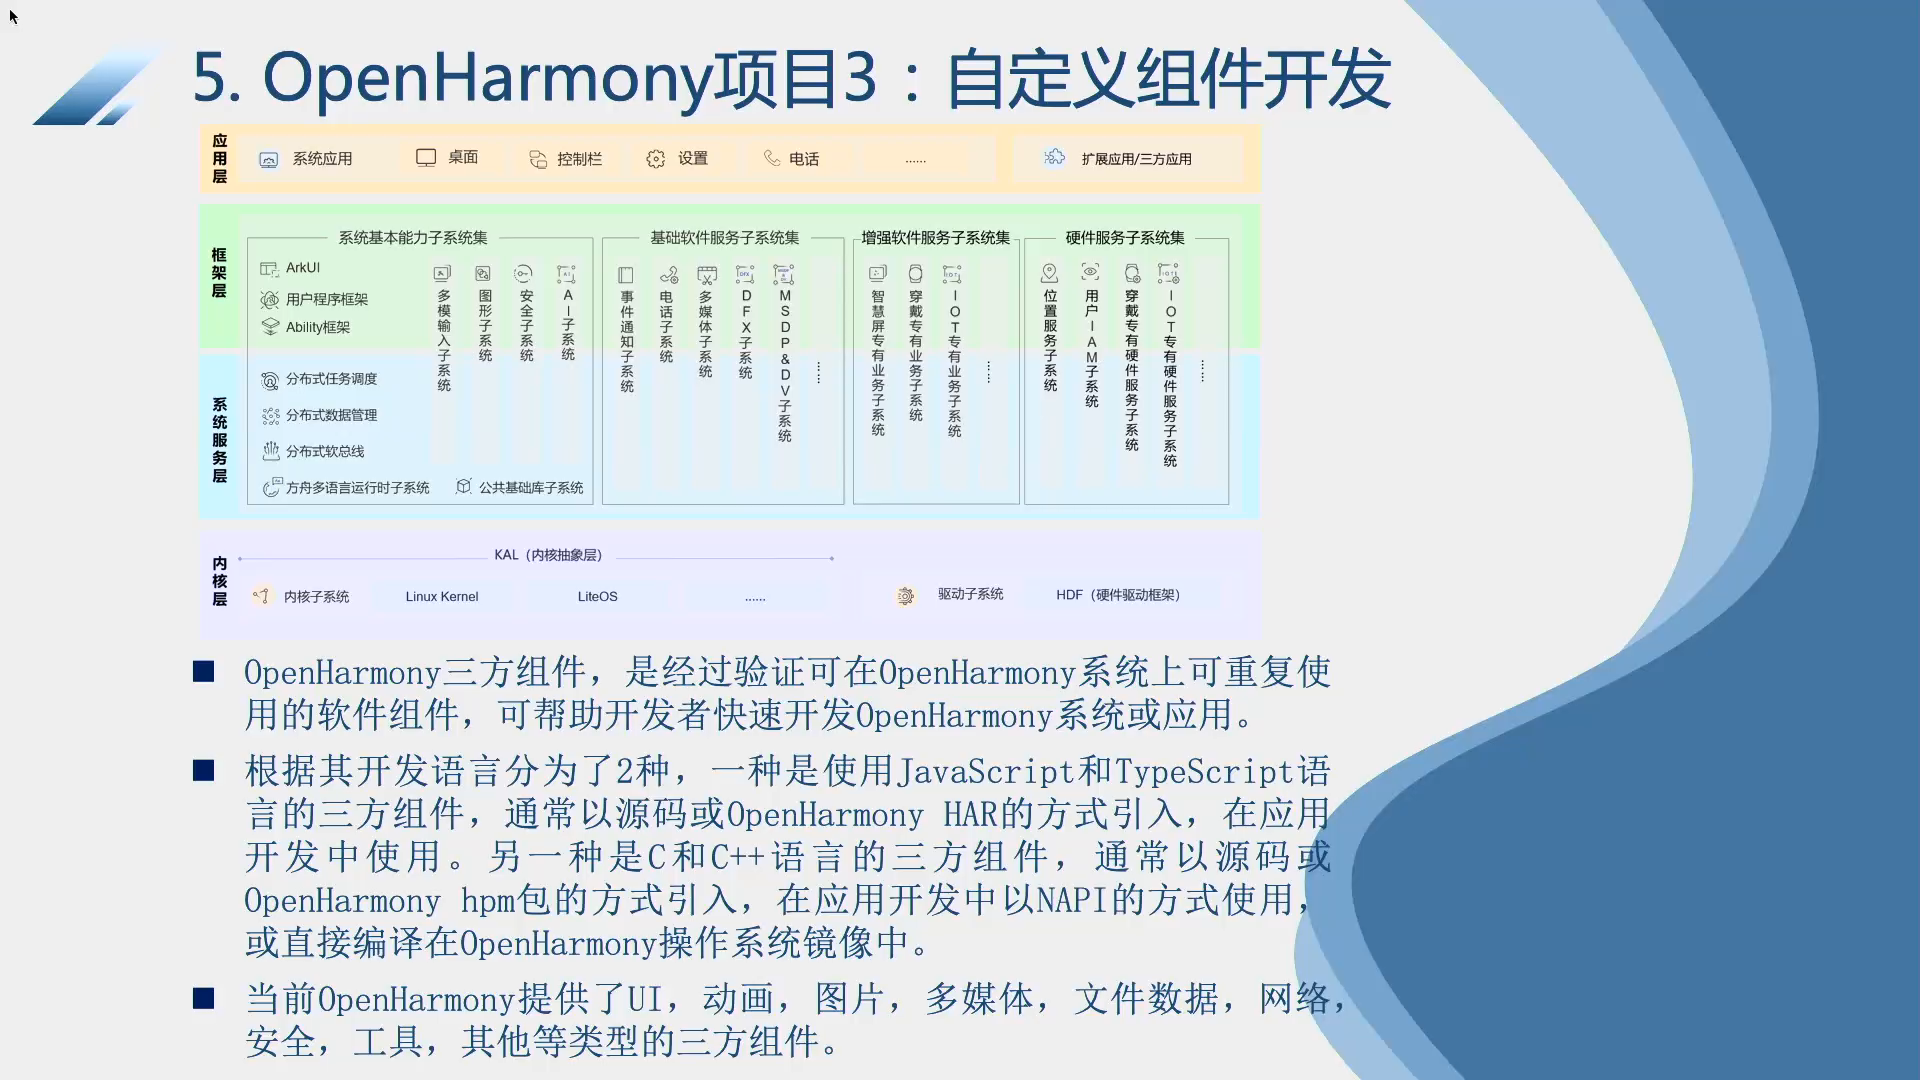 5. OpenHarmony项目3：自定义组件开发
应用层
系统应用 桌面 控制栏 设置 电话 ...... 扩展应用/三方应用
框架层
系统基本能力子系统集
ArkUI
用户程序框架
Ability框架
多模输入子系统
图形子系统
安全子系统
AI子系统
系统服务层
分布式任务调度
分布式数据管理
分布式软总线
方舟多语言运行时子系统 公共基础库子系统
基础软件服务子系统集
事件通知子系统
电话子系统
多媒体子系统
DFX子系统
MSDP&DV子系统
......
增强软件服务子系统集
智慧屏专有业务子系统
穿戴专有业务子系统
IOT专有业务子系统
......
硬件服务子系统集
位置服务子系统
用户IAM子系统
穿戴专有硬件服务子系统
IOT专有硬件服务子系统
......
内核层
KAL（内核抽象层）
内核子系统 Linux Kernel LiteOS ...... 驱动子系统 HDF（硬件驱动框架）
OpenHarmony三方组件，是经过验证可在OpenHarmony系统上可重复使
用的软件组件，可帮助开发者快速开发OpenHarmony系统或应用。
根据其开发语言分为了2种，一种是使用JavaScript和TypeScript语
言的三方组件，通常以源码或OpenHarmony HAR的方式引入，在应用
开发中使用。另一种是C和C++语言的三方组件，通常以源码或
OpenHarmony hpm包的方式引入，在应用开发中以NAPI的方式使用，
或直接编译在OpenHarmony操作系统镜像中。
当前OpenHarmony提供了UI，动画，图片，多媒体，文件数据，网络，
安全，工具，其他等类型的三方组件。